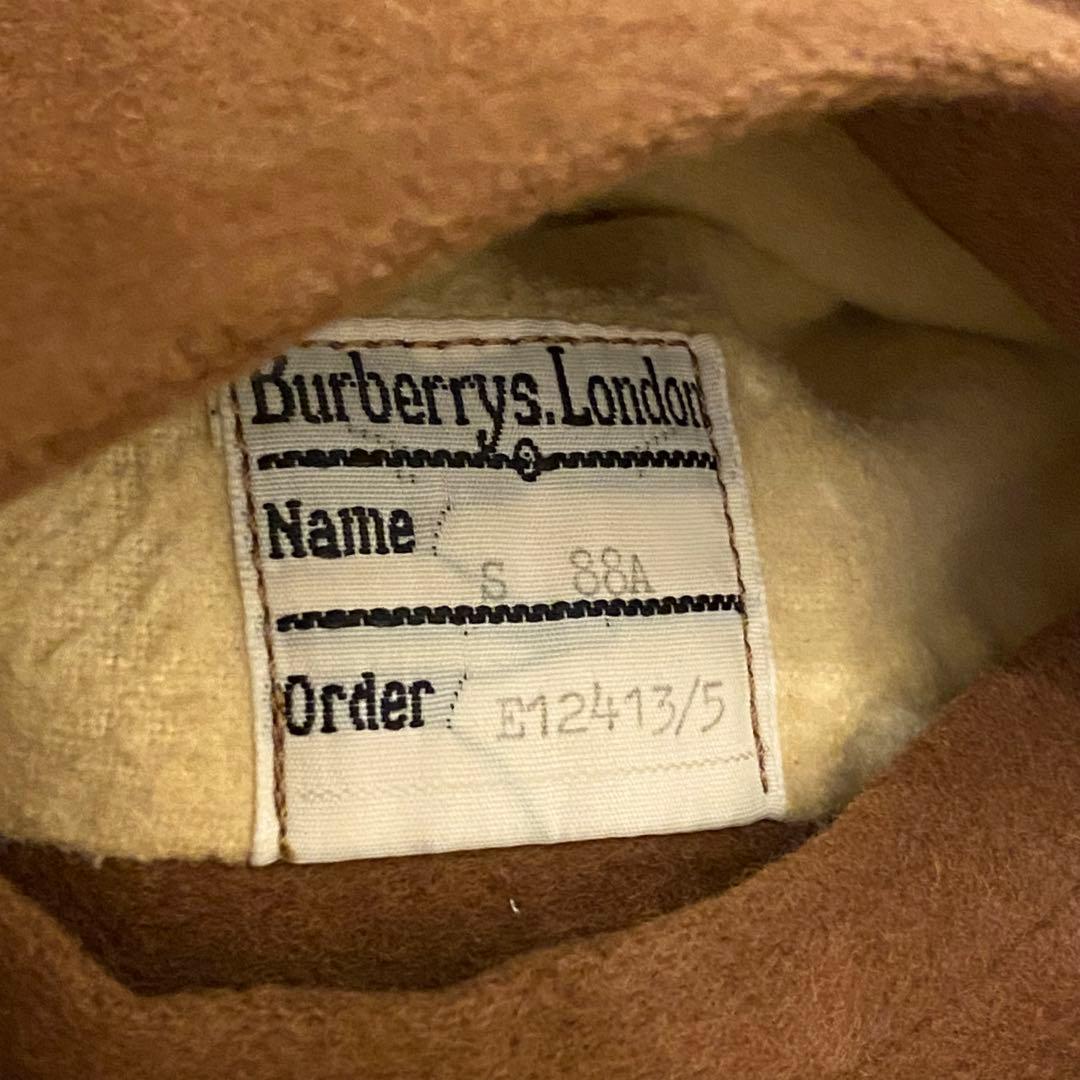 Burberrys. London
Name
S 88A
Order E12413/5